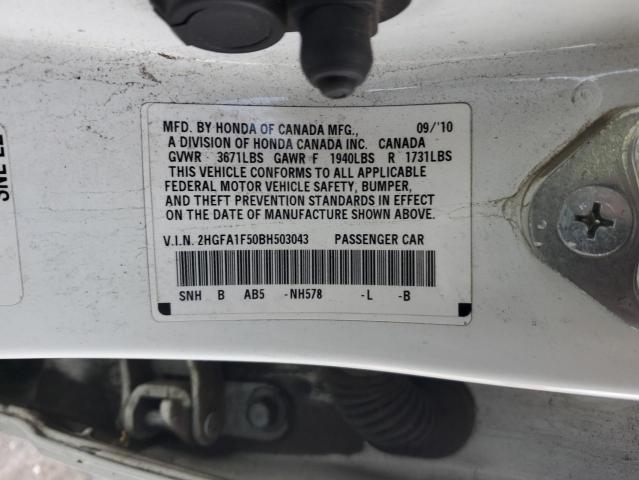 MFD. BY HONDA OF CANADA MFG., 09/'10
A DIVISION OF HONDA CANADA INC. CANADA
GVWR 3671LBS GAWR F 1940LBS R 1731LBS
THIS VEHICLE CONFORMS TO ALL APPLICABLE
FEDERAL MOTOR VEHICLE SAFETY, BUMPER,
AND THEFT PREVENTION STANDARDS IN EFFECT
ON THE DATE OF MANUFACTURE SHOWN ABOVE.
V.I.N. 2HGFA1F50BH503043 PASSENGER CAR
SNH B AB5 -NH578 -L -B